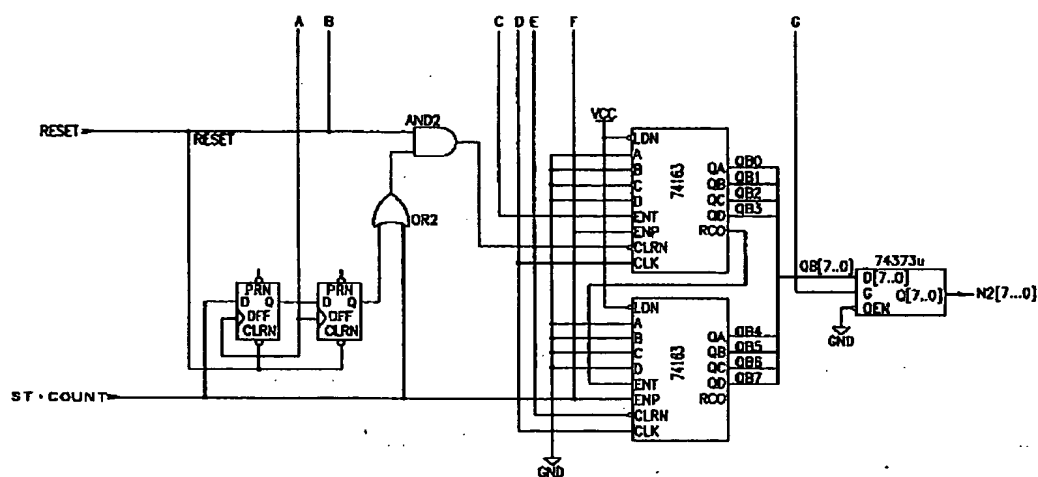 A B C D E F G
AND2
RESET
RESET
VCC
OR2
LDN
A
B
C
D
ENT
ENP
CLRN
CLK
74163
QA QB0
QB QB1
QC QB2
QD QB3
RCO
PRN
D Q
DFF
CLRN
PRN
D Q
DFF
CLRN
LDN
A
B
C
D
ENT
ENP
CLRN
CLK
74163
QA QB4
QB QB5
QC QB6
QD QB7
RCO
QB[7..0]
74373u
D[7..0]
G Q[7..0]
OEN
N2[7...0]
GND
ST·COUNT
GND